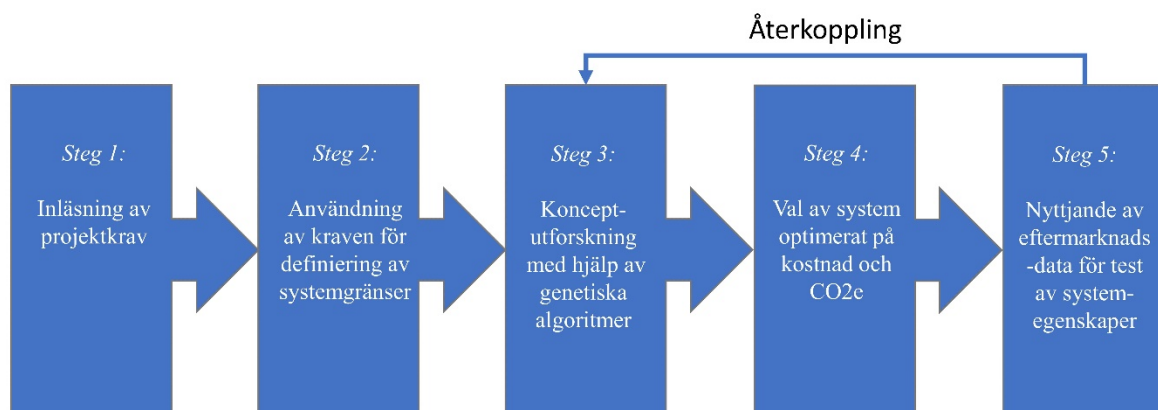 Återkoppling
Steg 1:
Inläsning av
projektkrav
Steg 2:
Användning
av kraven för
definiering av
systemgränser
Steg 3:
Koncept-
utforskning
med hjälp av
genetiska
algoritmer
Steg 4:
Val av system
optimerat på
kostnad och
CO2e
Steg 5:
Nyttjande av
eftermarknads
-data för test
av system-
egenskaper